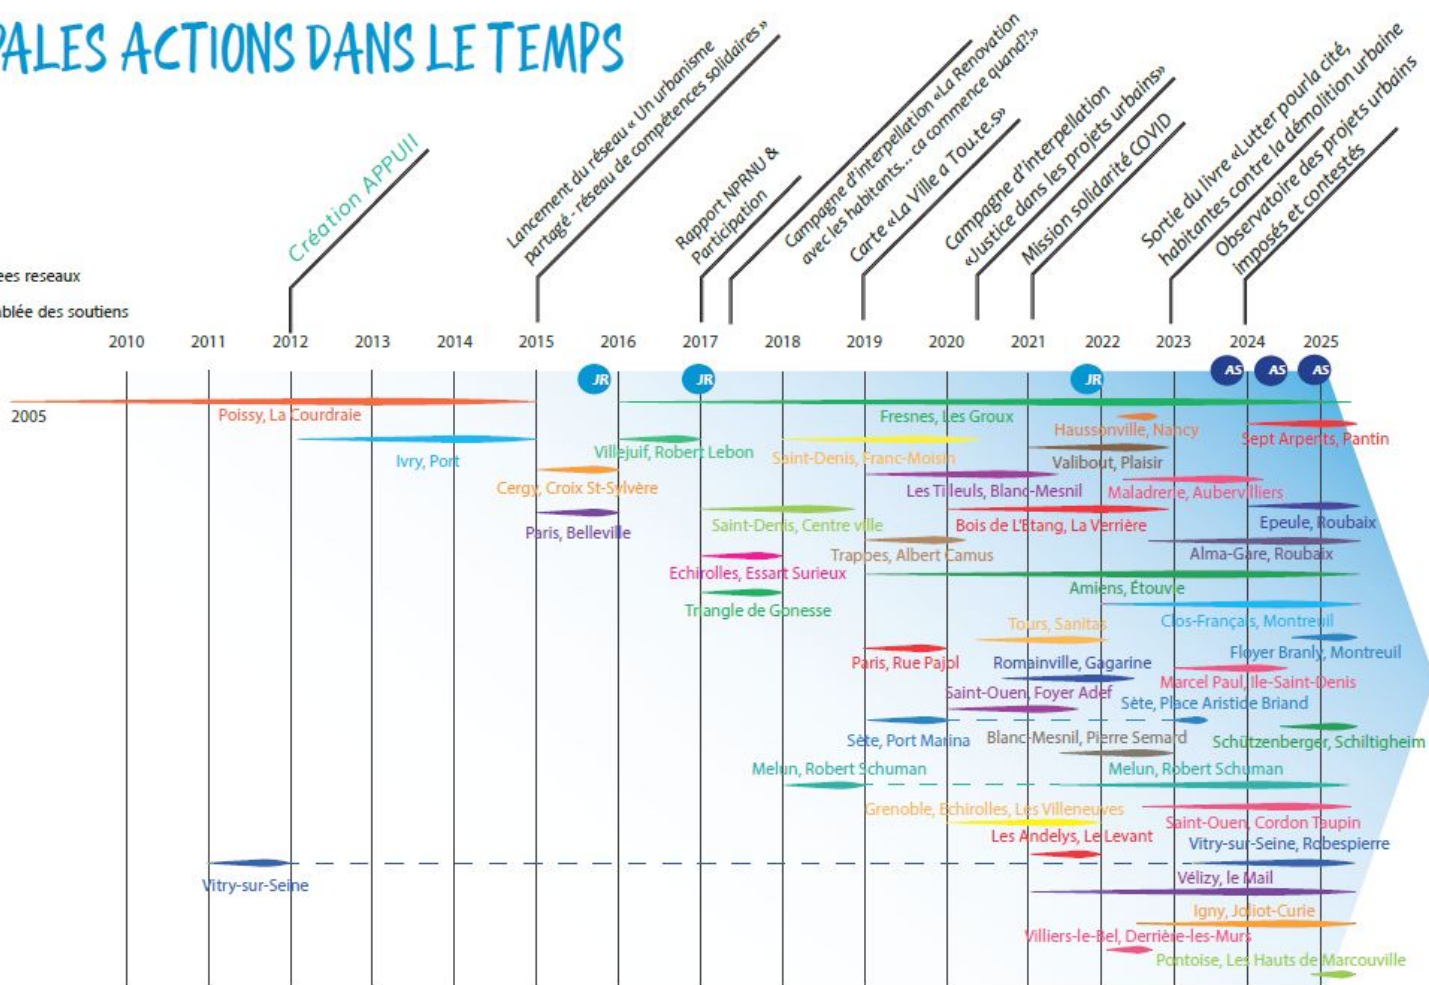 PALES ACTIONS DANS LE TEMPS
Création APPUII
Lancement du réseau « Un urbanisme
partagé - réseau de compétences solidaires »
Rapport NPRNU &
Participation
Campagne d'interpellation «La Renovation
avec les habitants... ca commence quand?!»
Carte «La Ville a Tou.te.s»
Campagne d'interpellation
«Justice dans les projets urbains»
Mission solidarité COVID
Sortie du livre «Lutter pourla cité,
habitantes contre la démolition urbaine
Observatoire des projets urbains
imposés et contestés
ees reseaux
blée des soutiens
2010 2011 2012 2013 2014 2015 2016 2017 2018 2019 2020 2021 2022 2023 2024 2025
JR JR JR AS AS AS
2005
Poissy, La Courdraie
Fresnes, Les Groux
Haussonville, Nancy
Sept Arpents, Pantin
Ivry, Port
Villejuif, Robert Lebon
Saint-Denis, Franc-Moisin
Valibout, Plaisir
Cergy, Croix St-Sylvère
Les Tilleuls, Blanc-Mesnil
Maladrerie, Aubervilliers
Paris, Belleville
Saint-Denis, Centre ville
Bois de L'Etang, La Verrière
Epeule, Roubaix
Trappes, Albert Camus
Alma-Gare, Roubaix
Echirolles, Essart Surieux
Amiens, Étouvie
Triangle de Gonesse
Tours, Sanitas
Clos-Français, Montreuil
Floyer Branly, Montreuil
Paris, Rue Pajol
Romainville, Gagarine
Marcel Paul, Ile-Saint-Denis
Saint-Ouen, Foyer Adef
Sète, Place Aristide Briand
Sète, Port Marina
Blanc-Mesnil, Pierre Semard
Schützenberger, Schiltigheim
Melun, Robert Schuman
Melun, Robert Schuman
Grenoble, Echirolles, Les Villeneuves
Saint-Ouen, Cordon Taupin
Les Andelys, Le Levant
Vitry-sur-Seine, Robespierre
Vitry-sur-Seine
Vélizy, le Mail
Igny, Joliot-Curie
Villiers-le-Bel, Derrière-les-Murs
Pontoise, Les Hauts de Marcouville